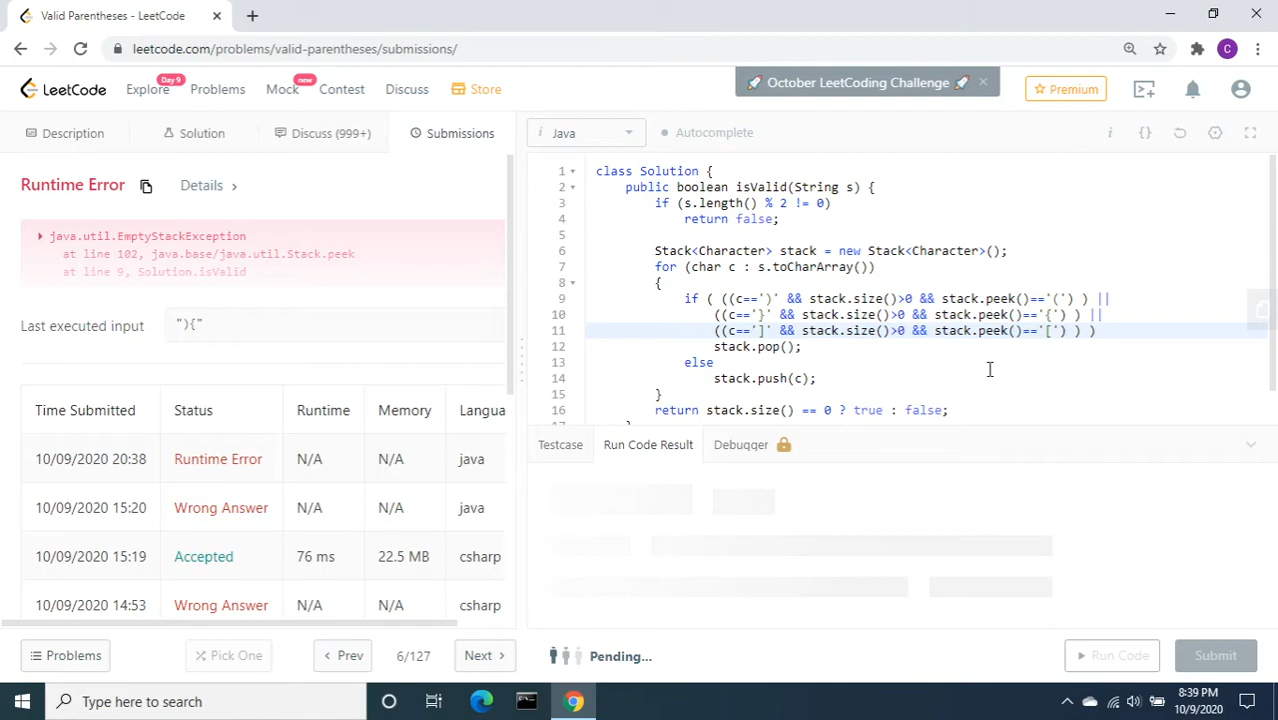 Valid Parentheses - LeetCode
leetcode.com/problems/valid-parentheses/submissions/
C
LeetCode
Explore
Day 9
Problems
Mock
new
Contest
Discuss
Store
October LeetCoding Challenge
Premium
Description
Solution
Discuss (999+)
Submissions
i Java
Autocomplete
Runtime Error
Details
java.util.EmptyStackException
at line 102, java.base/java.util.Stack.peek
at line 9, Solution.isValid
Last executed input
"){"
Time Submitted Status Runtime Memory Langua
10/09/2020 20:38 Runtime Error N/A N/A java
10/09/2020 15:20 Wrong Answer N/A N/A java
10/09/2020 15:19 Accepted 76 ms 22.5 MB csharp
10/09/2020 14:53 Wrong Answer N/A N/A csharp
1 class Solution {
2 public boolean isValid(String s) {
3 if (s.length() % 2 != 0)
4 return false;
5
6 Stack<Character> stack = new Stack<Character>();
7 for (char c : s.toCharArray())
8 {
9 if ( ((c==')' && stack.size()>0 && stack.peek()=='(') ) ||
10 ((c=='}' && stack.size()>0 && stack.peek()=='{') ) ||
11 ((c==']' && stack.size()>0 && stack.peek()=='[') ) )
12 stack.pop();
13 else
14 stack.push(c);
15 }
16 return stack.size() == 0 ? true : false;
Testcase
Run Code Result
Debugger
Problems
Pick One
Prev
6/127
Next
Pending...
Run Code
Submit
Type here to search
8:39 PM
10/9/2020